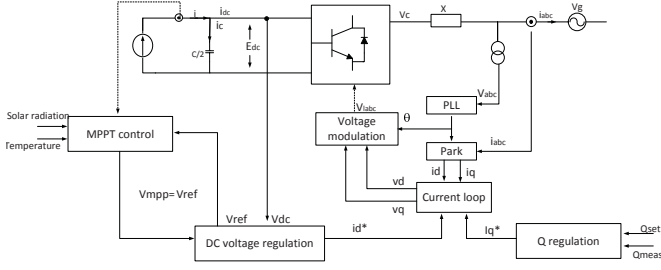 i
idc
ic
C/2
Edc
Vc
X
iabc
Vg
Vabc
Solar radiation
Temperature
MPPT control
Vlabc
Voltage modulation
θ
PLL
Park
iabc
id
iq
vd
vq
Current loop
Vmpp=Vref
Vref
Vdc
DC voltage regulation
id*
Iq*
Q regulation
Qset
Qmeas